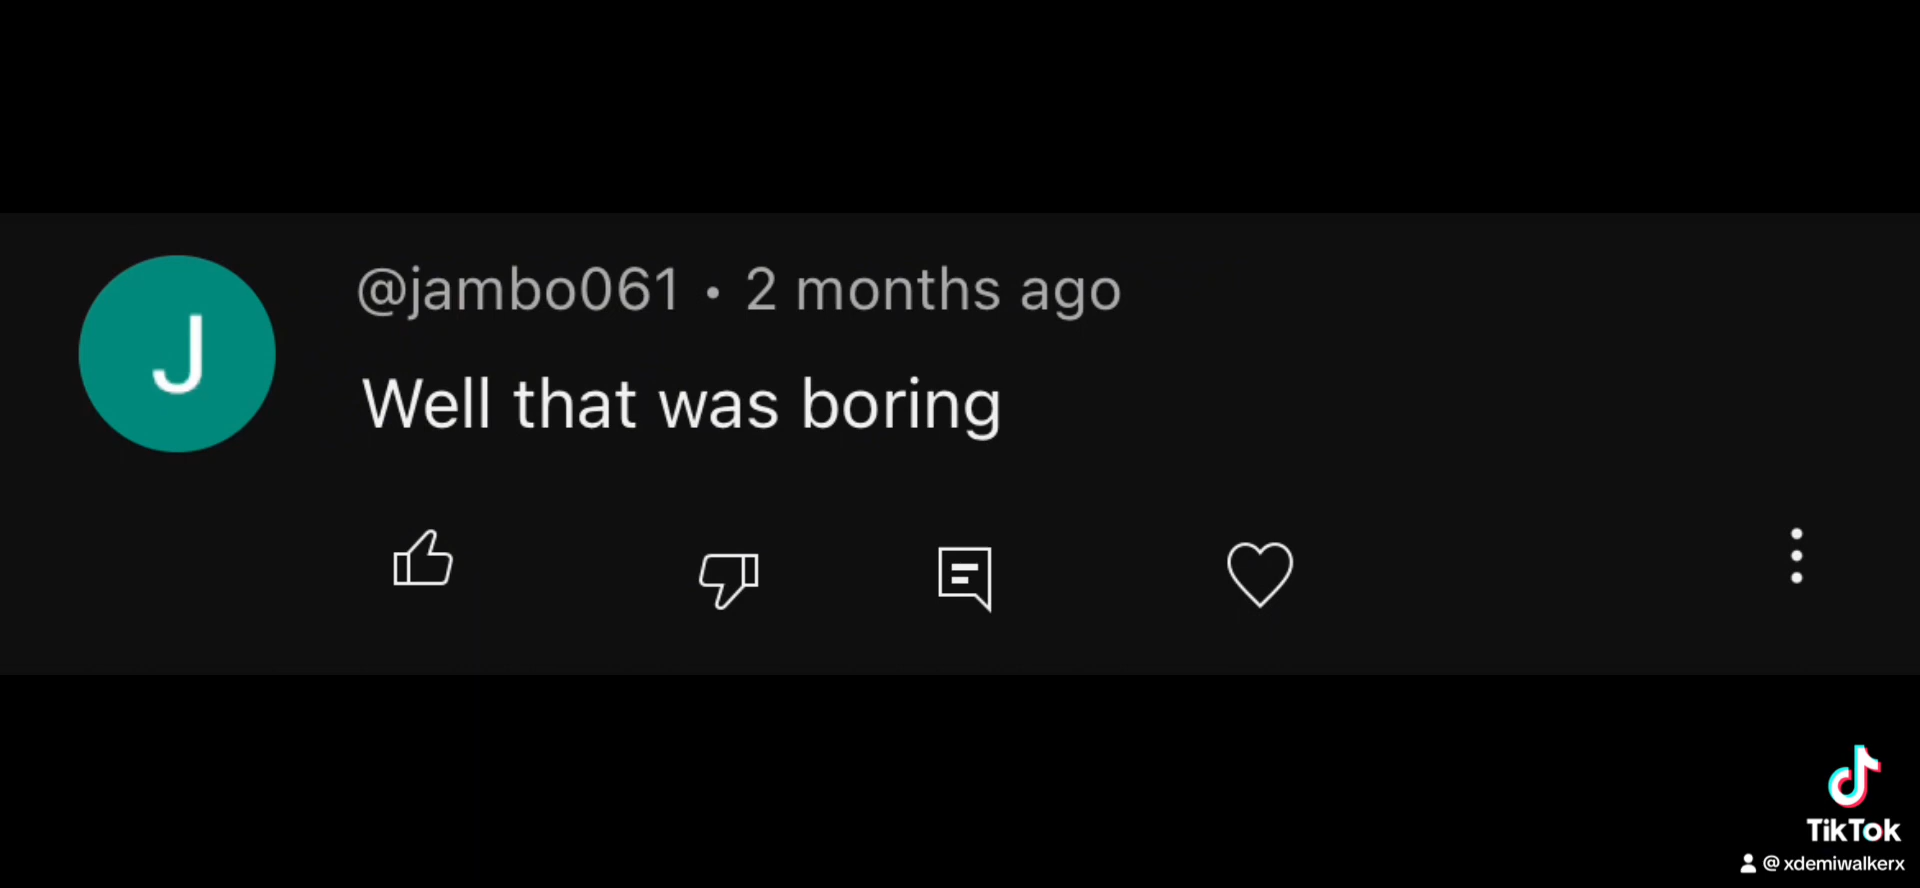 J
@jambo061 • 2 months ago
Well that was boring
TikTok
@xdemiwalkerx